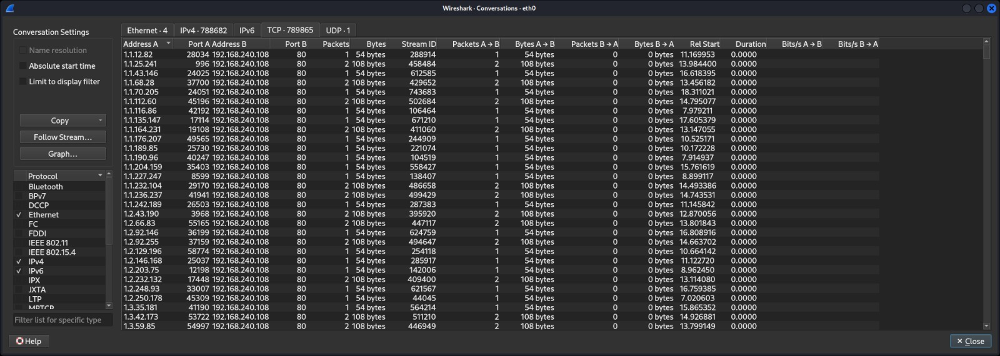 Wireshark · Conversations · eth0
Conversation Settings
Name resolution
Absolute start time
Limit to display filter
Copy
Follow Stream...
Graph...
Protocol
Bluetooth
BPv7
DCCP
Ethernet
FC
FDDI
IEEE 802.11
IEEE 802.15.4
IPv4
IPv6
IPX
JXTA
LTP
MPTCP
Filter list for specific type
Ethernet · 4 IPv4 · 788682 IPv6 TCP · 789865 UDP · 1
Address A Port A Address B Port B Packets Bytes Stream ID Packets A → B Bytes A → B Packets B → A Bytes B → A Rel Start Duration Bits/s A → B Bits/s B → A
1.1.12.82 28034 192.168.240.108 80 1 54 bytes 288914 1 54 bytes 0 0 bytes 11.169953 0.0000
1.1.25.241 996 192.168.240.108 80 2 108 bytes 458484 2 108 bytes 0 0 bytes 13.984400 0.0000
1.1.43.146 24025 192.168.240.108 80 1 54 bytes 612585 1 54 bytes 0 0 bytes 16.618395 0.0000
1.1.68.28 37700 192.168.240.108 80 2 108 bytes 429652 2 108 bytes 0 0 bytes 13.456182 0.0000
1.1.70.205 24051 192.168.240.108 80 1 54 bytes 743683 1 54 bytes 0 0 bytes 18.311021 0.0000
1.1.112.60 45196 192.168.240.108 80 2 108 bytes 502684 2 108 bytes 0 0 bytes 14.795077 0.0000
1.1.116.86 42192 192.168.240.108 80 1 54 bytes 106464 1 54 bytes 0 0 bytes 7.979211 0.0000
1.1.135.147 17114 192.168.240.108 80 1 54 bytes 671210 1 54 bytes 0 0 bytes 17.605379 0.0000
1.1.164.231 19108 192.168.240.108 80 2 108 bytes 411060 2 108 bytes 0 0 bytes 13.147055 0.0000
1.1.176.207 49565 192.168.240.108 80 1 54 bytes 244909 1 54 bytes 0 0 bytes 10.525171 0.0000
1.1.189.85 25730 192.168.240.108 80 1 54 bytes 221074 1 54 bytes 0 0 bytes 10.172228 0.0000
1.1.190.96 40247 192.168.240.108 80 1 54 bytes 104519 1 54 bytes 0 0 bytes 7.914937 0.0000
1.1.204.159 35403 192.168.240.108 80 1 54 bytes 558427 1 54 bytes 0 0 bytes 15.761619 0.0000
1.1.227.247 8599 192.168.240.108 80 1 54 bytes 138407 1 54 bytes 0 0 bytes 8.899117 0.0000
1.1.232.104 29170 192.168.240.108 80 2 108 bytes 486658 2 108 bytes 0 0 bytes 14.493386 0.0000
1.1.236.237 41941 192.168.240.108 80 2 108 bytes 499429 2 108 bytes 0 0 bytes 14.743531 0.0000
1.1.242.189 26503 192.168.240.108 80 1 54 bytes 287383 1 54 bytes 0 0 bytes 11.145842 0.0000
1.2.43.190 3968 192.168.240.108 80 2 108 bytes 395920 2 108 bytes 0 0 bytes 12.870056 0.0000
1.2.66.83 55165 192.168.240.108 80 2 108 bytes 447117 2 108 bytes 0 0 bytes 13.801843 0.0000
1.2.92.146 36199 192.168.240.108 80 1 54 bytes 624759 1 54 bytes 0 0 bytes 16.808916 0.0000
1.2.92.255 37159 192.168.240.108 80 2 108 bytes 494647 2 108 bytes 0 0 bytes 14.663702 0.0000
1.2.129.196 58774 192.168.240.108 80 1 54 bytes 254118 1 54 bytes 0 0 bytes 10.664142 0.0000
1.2.146.168 25037 192.168.240.108 80 1 54 bytes 285917 1 54 bytes 0 0 bytes 11.122720 0.0000
1.2.203.75 12198 192.168.240.108 80 1 54 bytes 142006 1 54 bytes 0 0 bytes 8.962450 0.0000
1.2.232.132 17448 192.168.240.108 80 2 108 bytes 409400 2 108 bytes 0 0 bytes 13.114080 0.0000
1.2.248.93 33007 192.168.240.108 80 1 54 bytes 621567 1 54 bytes 0 0 bytes 16.759385 0.0000
1.2.250.178 45309 192.168.240.108 80 1 54 bytes 44045 1 54 bytes 0 0 bytes 7.020603 0.0000
1.3.35.181 41190 192.168.240.108 80 1 54 bytes 564214 1 54 bytes 0 0 bytes 15.865352 0.0000
1.3.42.173 53722 192.168.240.108 80 2 108 bytes 511210 2 108 bytes 0 0 bytes 14.926881 0.0000
1.3.59.85 54997 192.168.240.108 80 2 108 bytes 446949 2 108 bytes 0 0 bytes 13.799149 0.0000
Help
Close